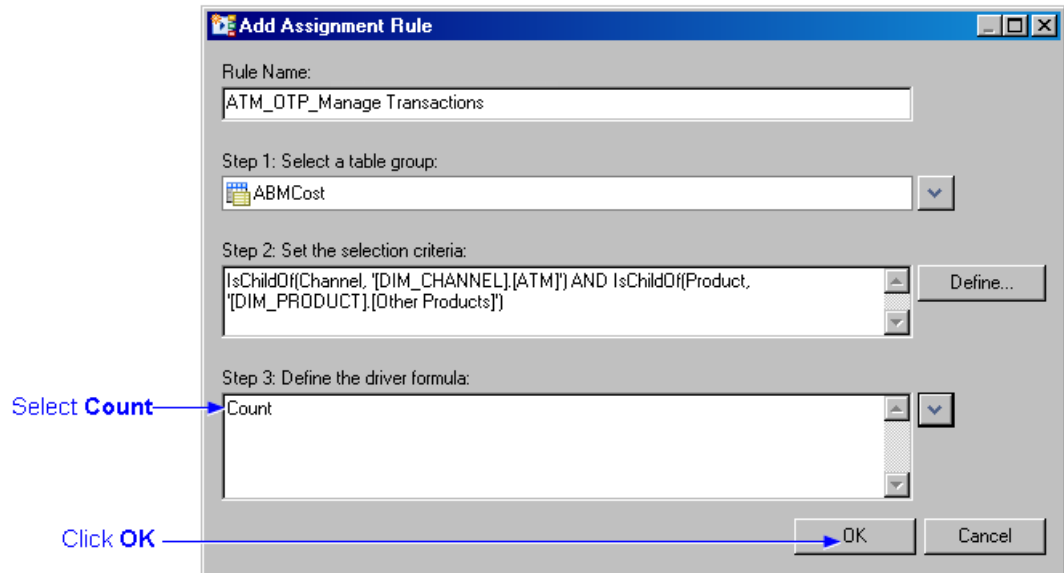 Add Assignment Rule
Rule Name:
ATM_OTP_Manage Transactions
Step 1: Select a table group:
ABMCost
Step 2: Set the selection criteria:
IsChildOf(Channel, '[DIM_CHANNEL].[ATM]') AND IsChildOf(Product,
'[DIM_PRODUCT].[Other Products]')
Define...
Step 3: Define the driver formula:
Select Count
Count
Click OK
OK
Cancel